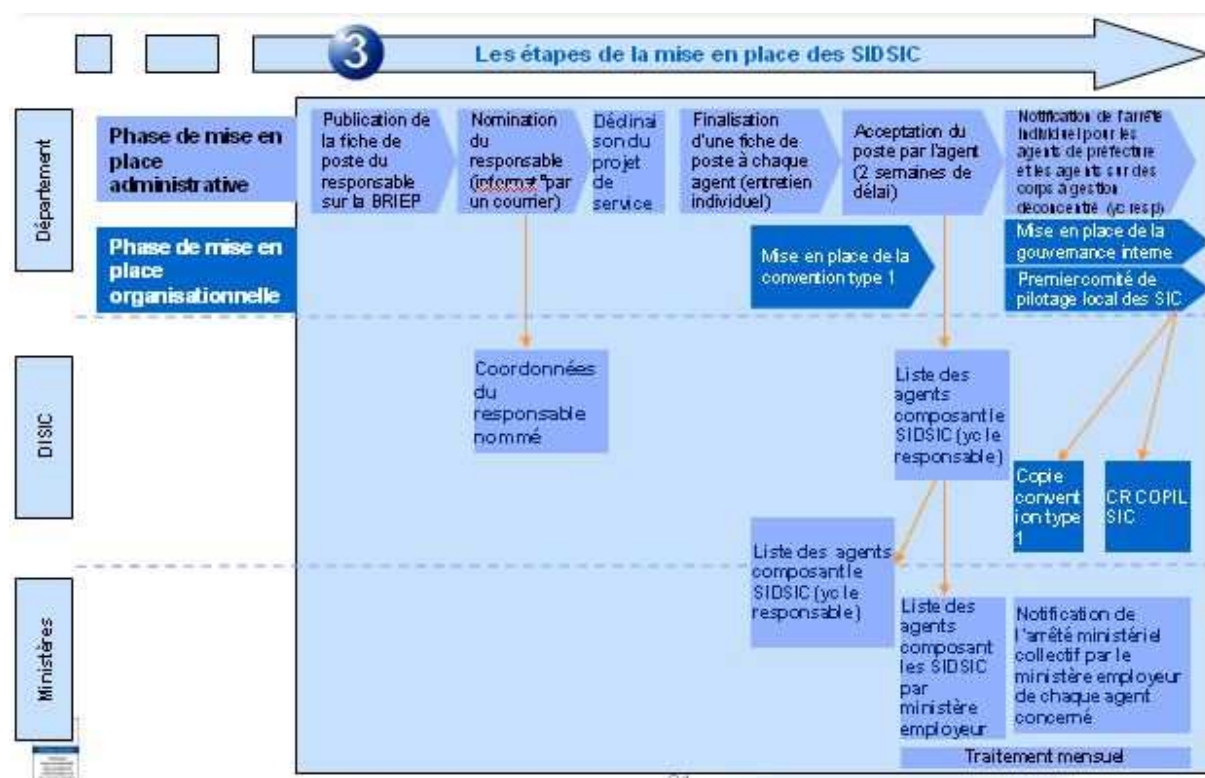 3
Les étapes de la mise en place des SIDSIC
Département
Phase de mise en
place
administrative
Publication de
la fiche de
poste du
responsable
sur la BRIEP
Nomination
du
responsable
(informat° par
un courrier)
Déclinai
son du
projet
de
service
Finalisation
d'une fiche de
poste à chaque
agent (entretien
individuel)
Acceptation du
poste par l'agent
(2 semaines de
délai)
Notification de l'arrêté
individuel pour les
agents de préfecture
et les agents sur des
corps à gestion
déconcentré (yc resp)
Phase de mise en
place
organisationnelle
Mise en place de la
convention type 1
Mise en place de la
gouvernance interne
Premier comité de
pilotage local des SIC
DISIC
Coordonnées
du
responsable
nommé
Liste des
agents
composant le
SIDSIC (yc le
responsable)
Copie
convent
ion type
1
CR COPIL
SIC
Liste des agents
composant le
SIDSIC (yc le
responsable)
Ministères
Liste des
agents
composant
les SIDSIC
par
ministère
employeur
Notification de
l'arrêté ministériel
collectif par le
ministère employeur
de chaque agent
concerné
Traitement mensuel